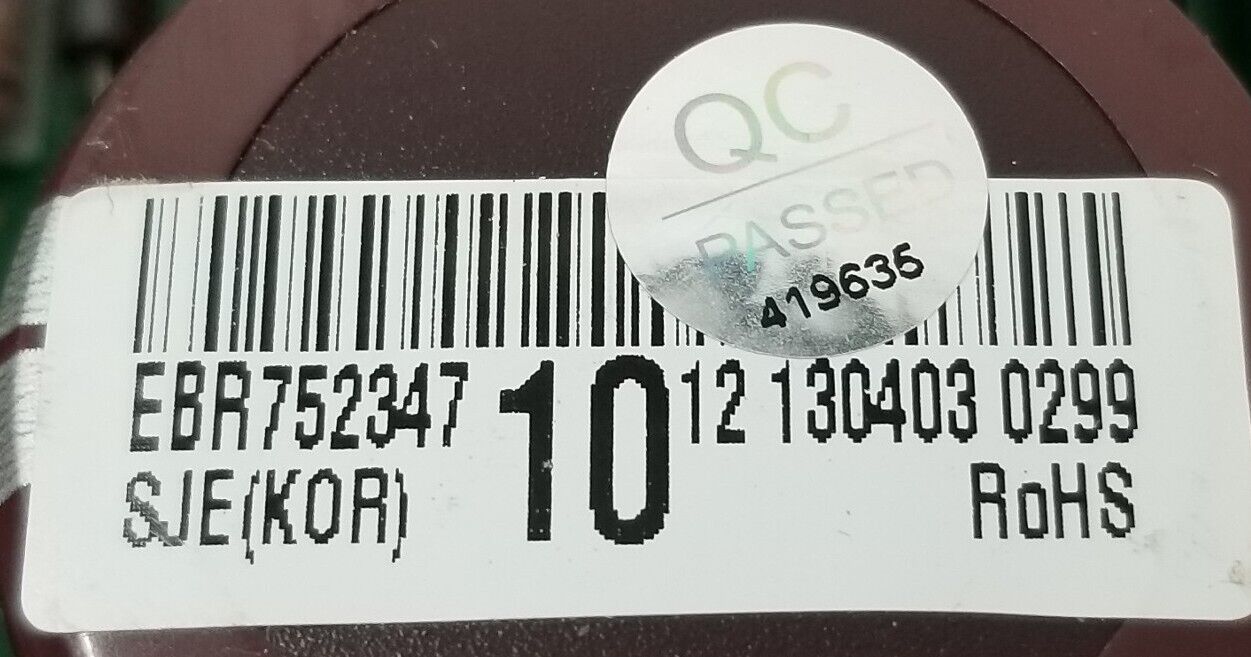 QC
PASSED
419635
EBR752347 10 12 130403 0299
SJE(KOR) RoHS